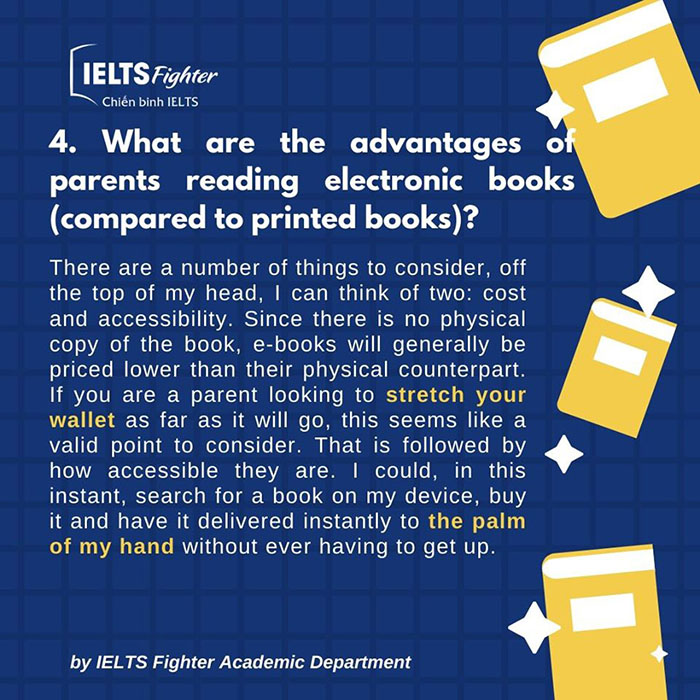 IELTS Fighter
Chiến binh IELTS
4. What are the advantages of
parents reading electronic books
(compared to printed books)?
There are a number of things to consider, off
the top of my head, I can think of two: cost
and accessibility. Since there is no physical
copy of the book, e-books will generally be
priced lower than their physical counterpart.
If you are a parent looking to stretch your
wallet as far as it will go, this seems like a
valid point to consider. That is followed by
how accessible they are. I could, in this
instant, search for a book on my device, buy
it and have it delivered instantly to the palm
of my hand without ever having to get up.
by IELTS Fighter Academic Department